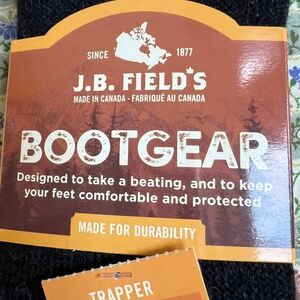 SINCE 1877
J.B. FIELD'S
MADE IN CANADA - FABRIQUÉ AU CANADA
BOOTGEAR
Designed to take a beating, and to keep
your feet comfortable and protected
MADE FOR DURABILITY
TRAPPER